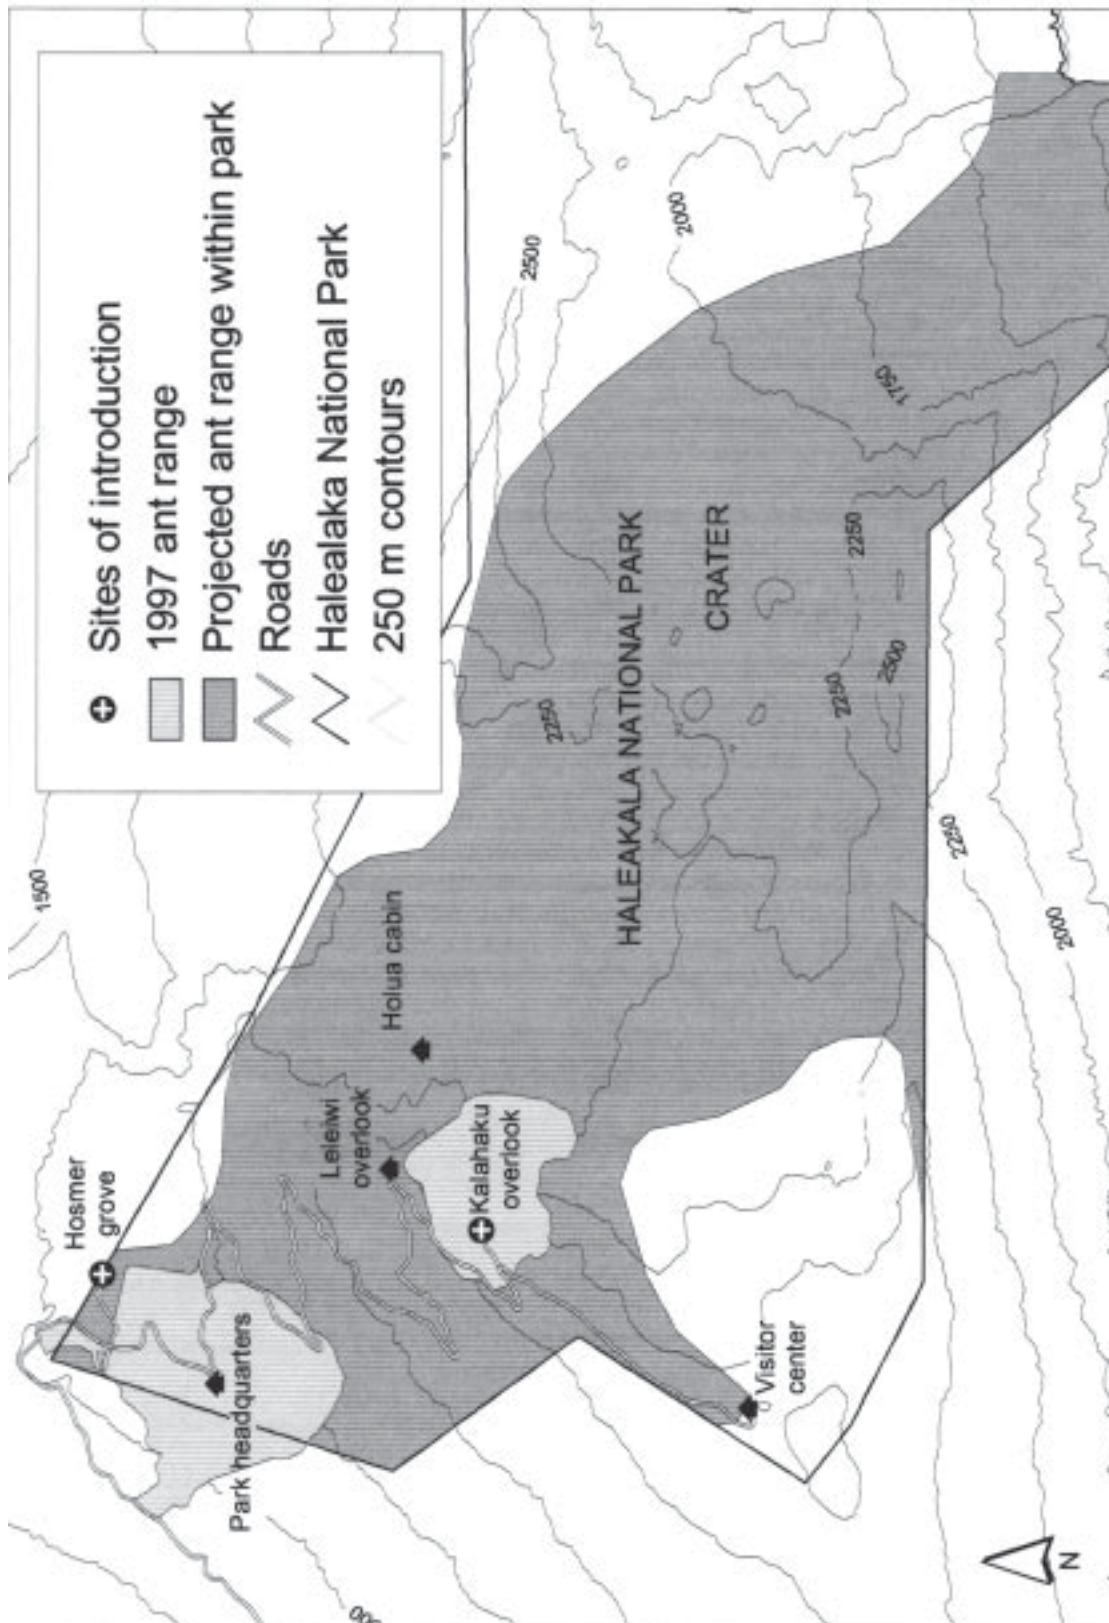 Sites of introduction
1997 ant range
Projected ant range within park
Roads
Halealaka National Park
250 m contours
1500
2500
2000
Hosmer
grove
Park headquarters
Leleiwi
overlook
Holua cabin
Kalahaku
overlook
2250
HALEAKALA NATIONAL PARK
CRATER
1750
2250
2250
2500
Visitor
center
2250
2000
N